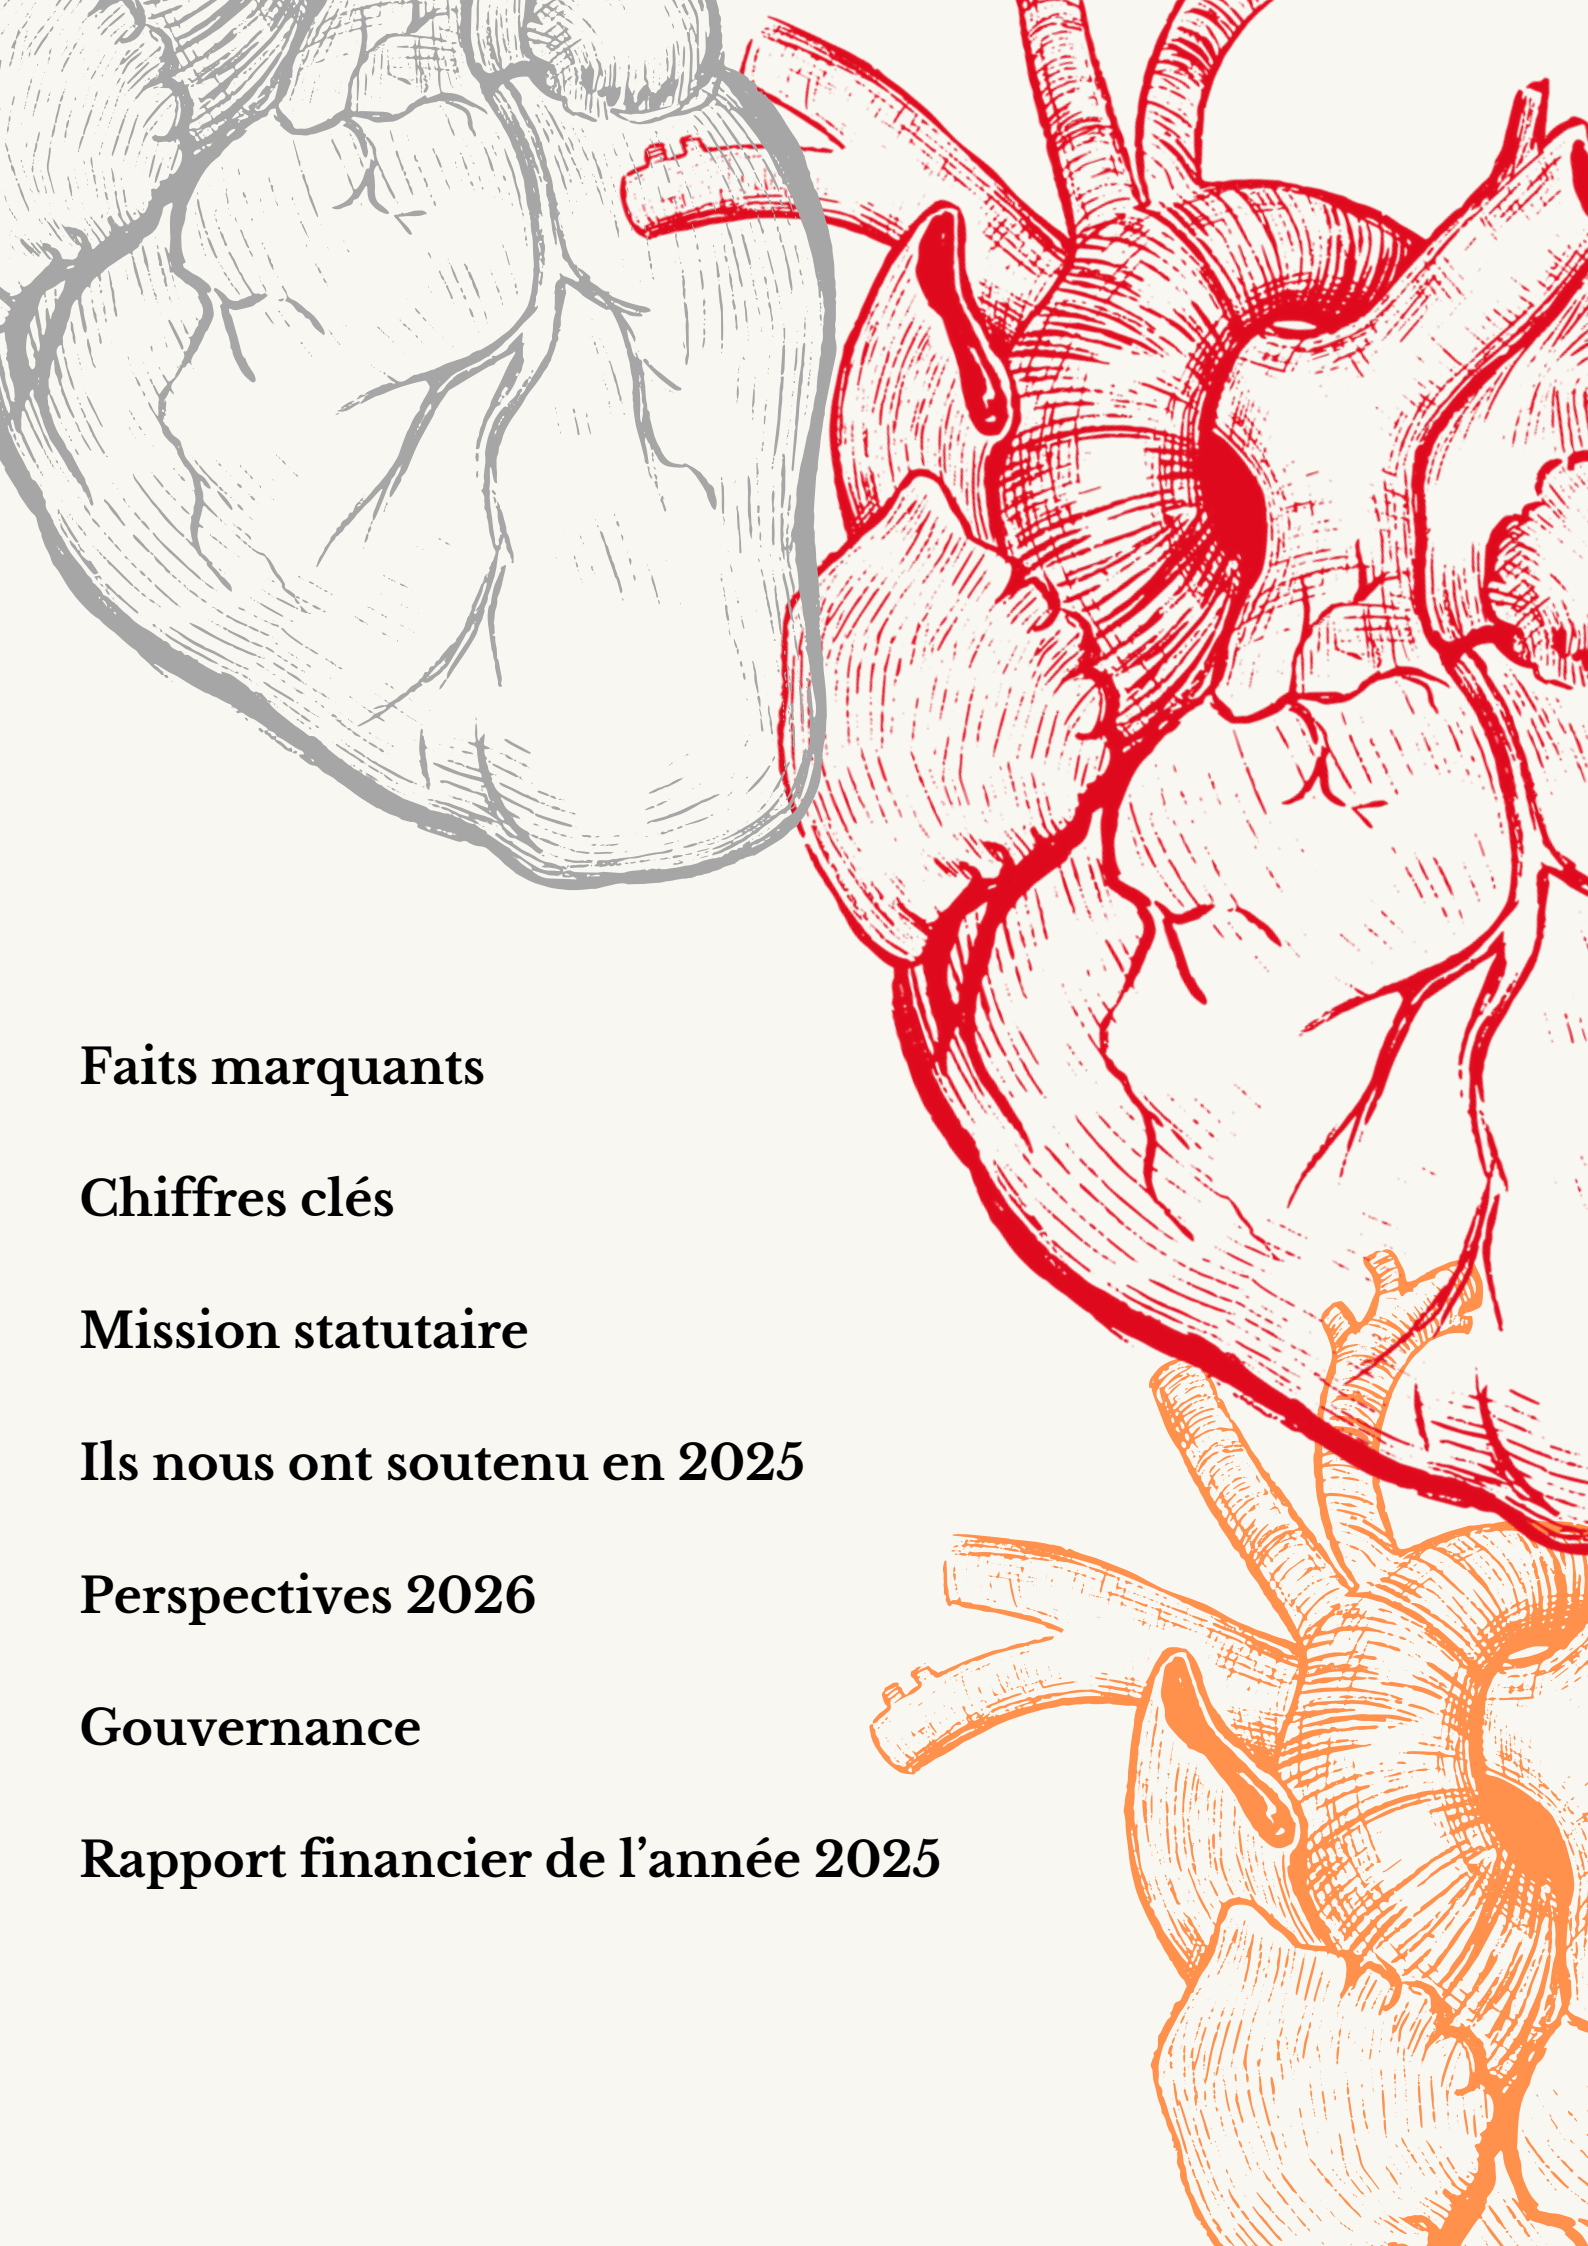 Faits marquants
Chiffres clés
Mission statutaire
Ils nous ont soutenu en 2025
Perspectives 2026
Gouvernance
Rapport financier de l’année 2025